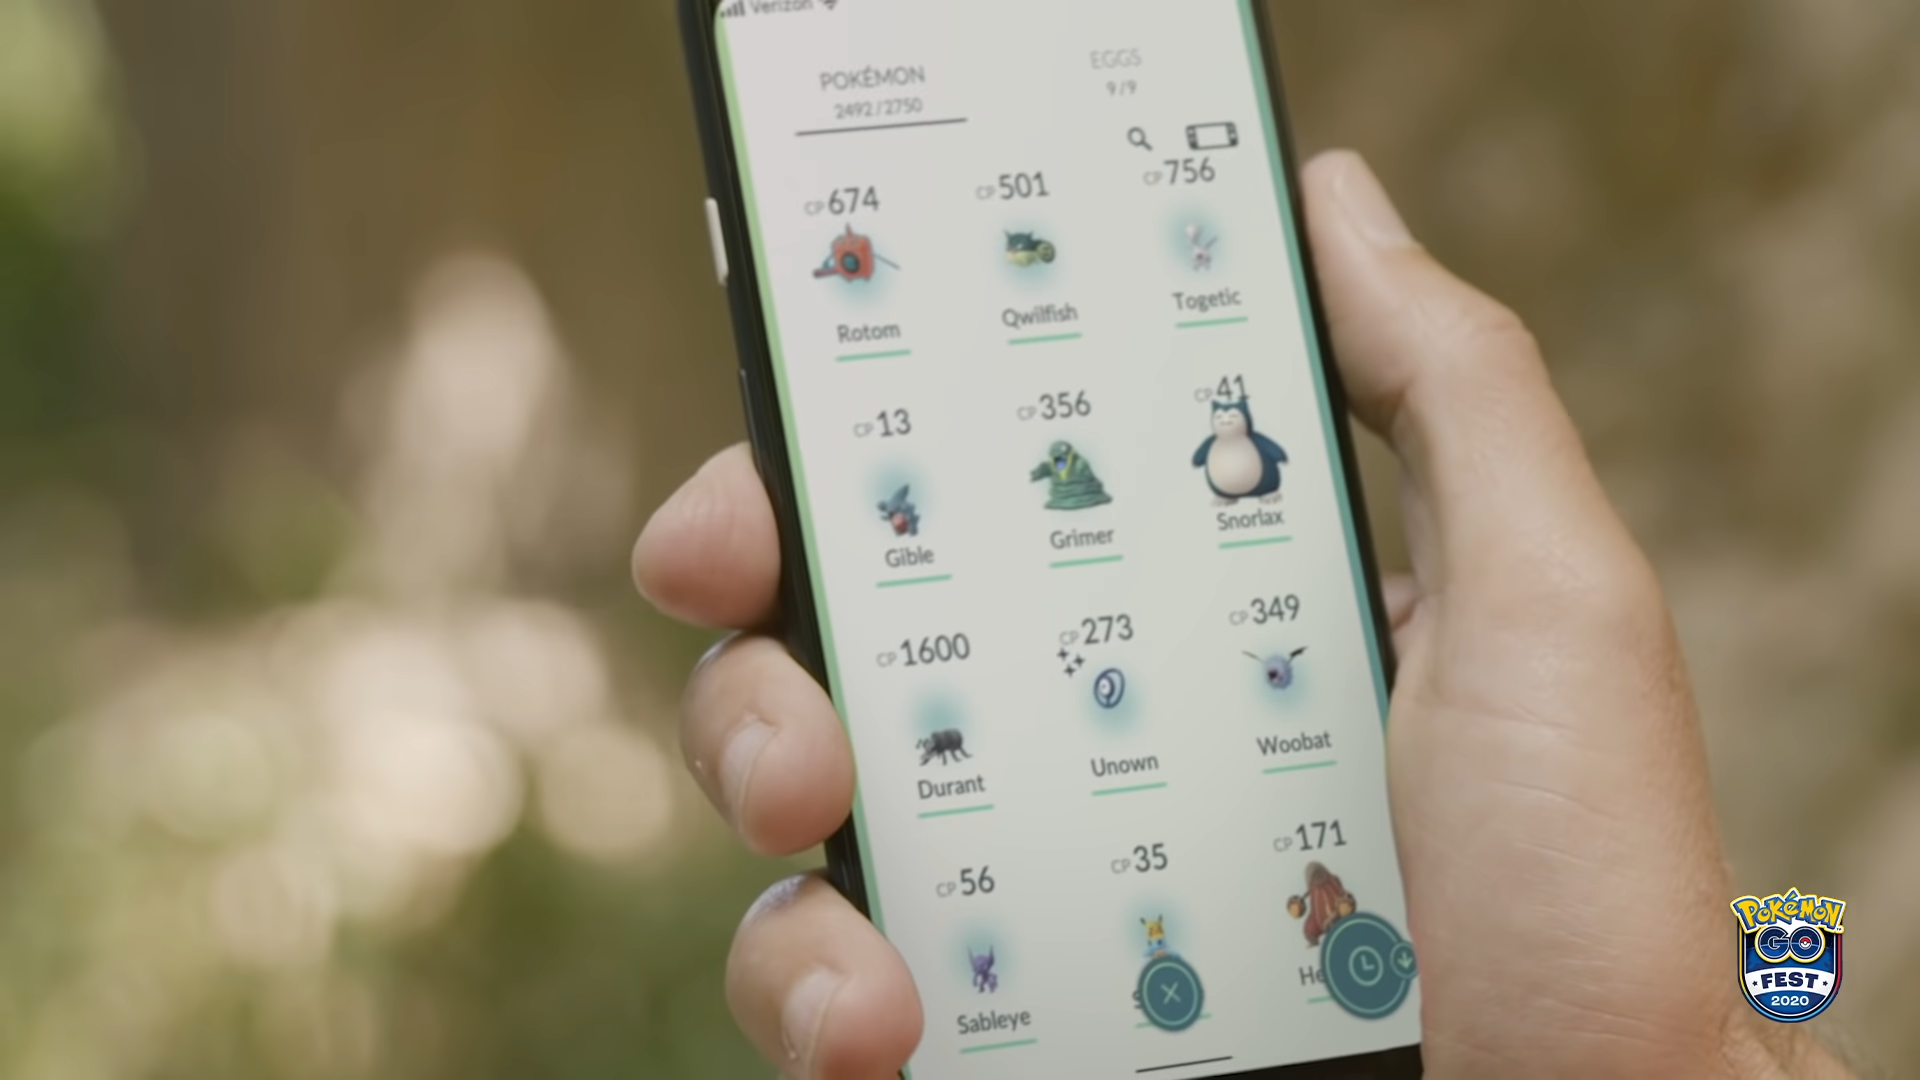 Verizon
POKÉMON
EGGS
2492/2750
9/9
CP674
CP501
CP756
Rotom
Qwilfish
Togetic
CP13
CP356
CP41
Gible
Grimer
Snorlax
CP1600
CP273
CP349
Durant
Unown
Woobat
CP56
CP35
CP171
Sableye
He
POKéMON
GO
FEST
2020